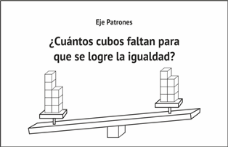 Eje Patrones
¿Cuántos cubos faltan para
que se logre la igualdad?